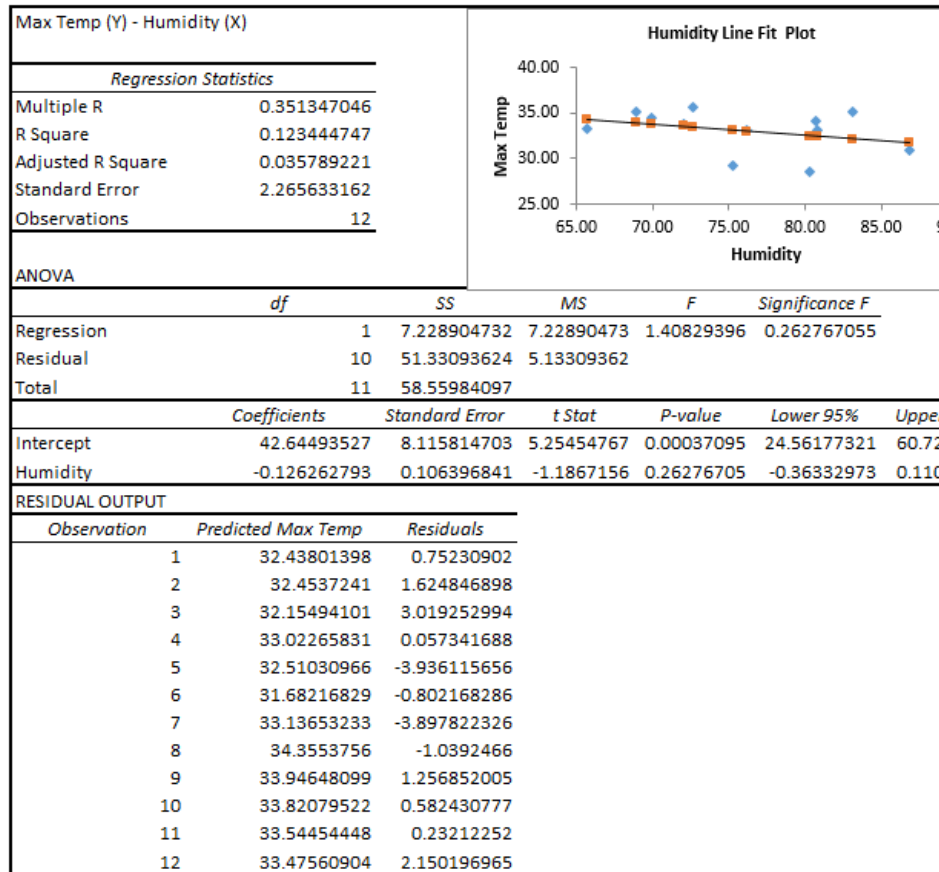 Max Temp (Y) - Humidity (X)
Humidity Line Fit Plot
40.00
35.00
30.00
25.00
Max Temp
65.00 70.00 75.00 80.00 85.00 9
Humidity
Regression Statistics
Multiple R 0.351347046
R Square 0.123444747
Adjusted R Square 0.035789221
Standard Error 2.265633162
Observations 12
ANOVA
df SS MS F Significance F
Regression 1 7.228904732 7.22890473 1.40829396 0.262767055
Residual 10 51.33093624 5.13309362
Total 11 58.55984097
Coefficients Standard Error t Stat P-value Lower 95% Upper
Intercept 42.64493527 8.115814703 5.25454767 0.00037095 24.56177321 60.72
Humidity -0.126262793 0.106396841 -1.1867156 0.26276705 -0.36332973 0.110
RESIDUAL OUTPUT
Observation Predicted Max Temp Residuals
1 32.43801398 0.75230902
2 32.4537241 1.624846898
3 32.15494101 3.019252994
4 33.02265831 0.057341688
5 32.51030966 -3.936115656
6 31.68216829 -0.802168286
7 33.13653233 -3.897822326
8 34.3553756 -1.0392466
9 33.94648099 1.256852005
10 33.82079522 0.582430777
11 33.54454448 0.23212252
12 33.47560904 2.150196965